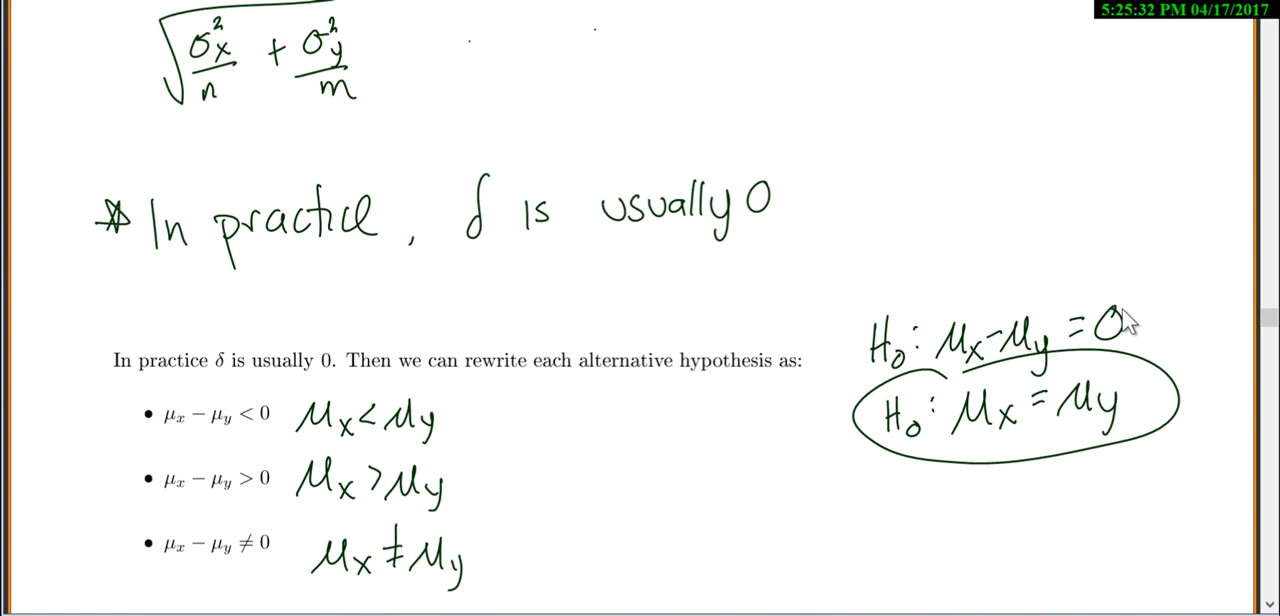 5:25:32 PM 04/17/2017
√(σ²x/n + σ²y/m)
* In practice, δ is usually 0
H₀: μx-μy = 0
In practice δ is usually 0. Then we can rewrite each alternative hypothesis as:
H₀: μx = μy
• μx − μy < 0 μx < μy
• μx − μy > 0 μx > μy
• μx − μy ≠ 0 μx ≠ μy